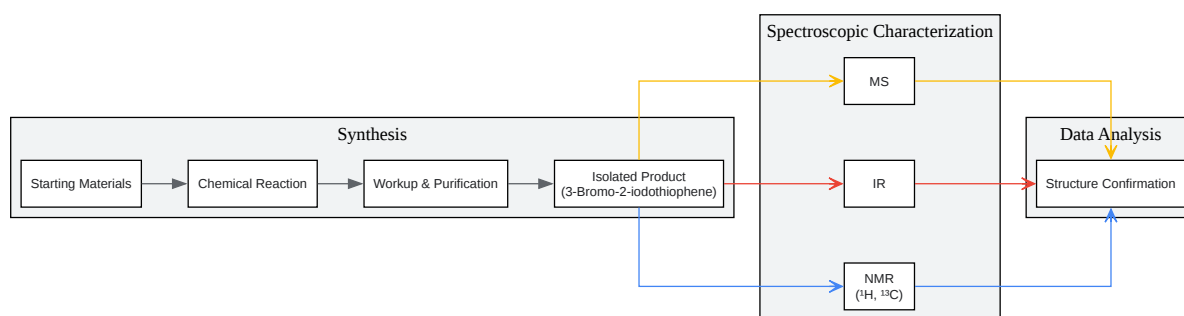 Spectroscopic Characterization
MS
Synthesis
Data Analysis
Starting Materials
Chemical Reaction
Workup & Purification
Isolated Product
(3-Bromo-2-iodothiophene)
IR
Structure Confirmation
NMR
(¹H, ¹³C)